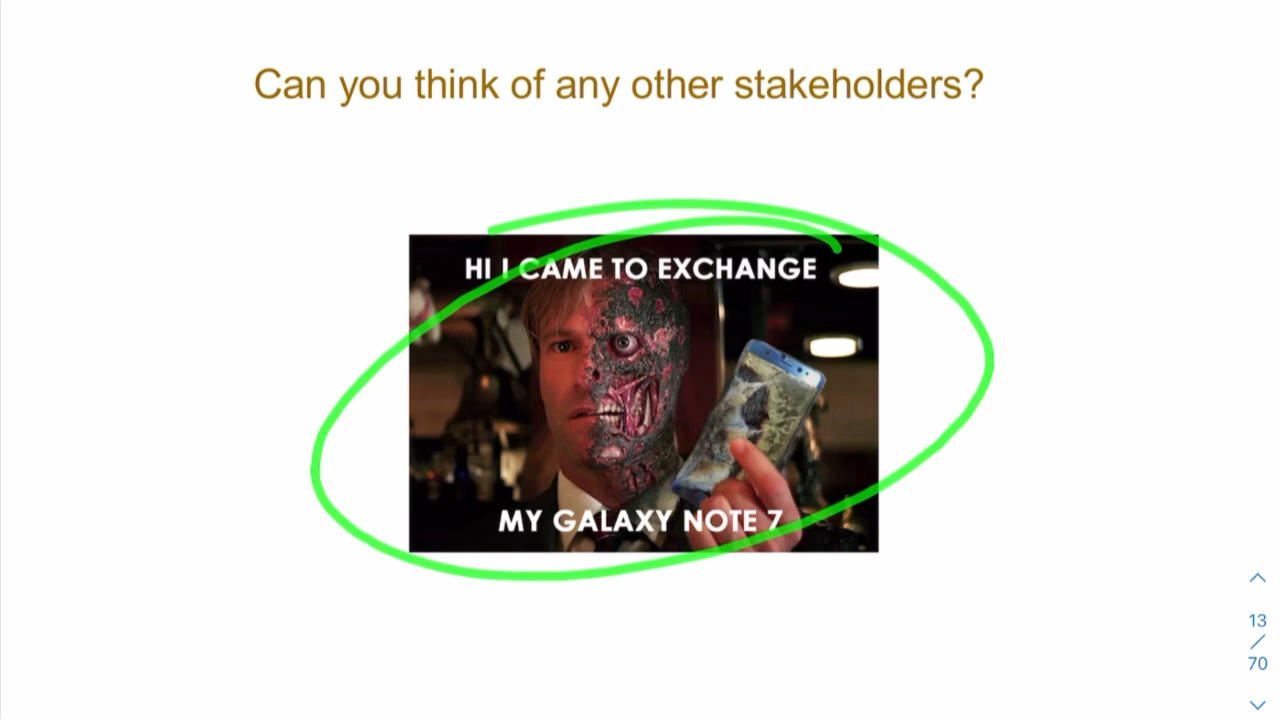 Can you think of any other stakeholders?
HI I CAME TO EXCHANGE
MY GALAXY NOTE 7
13
/
70